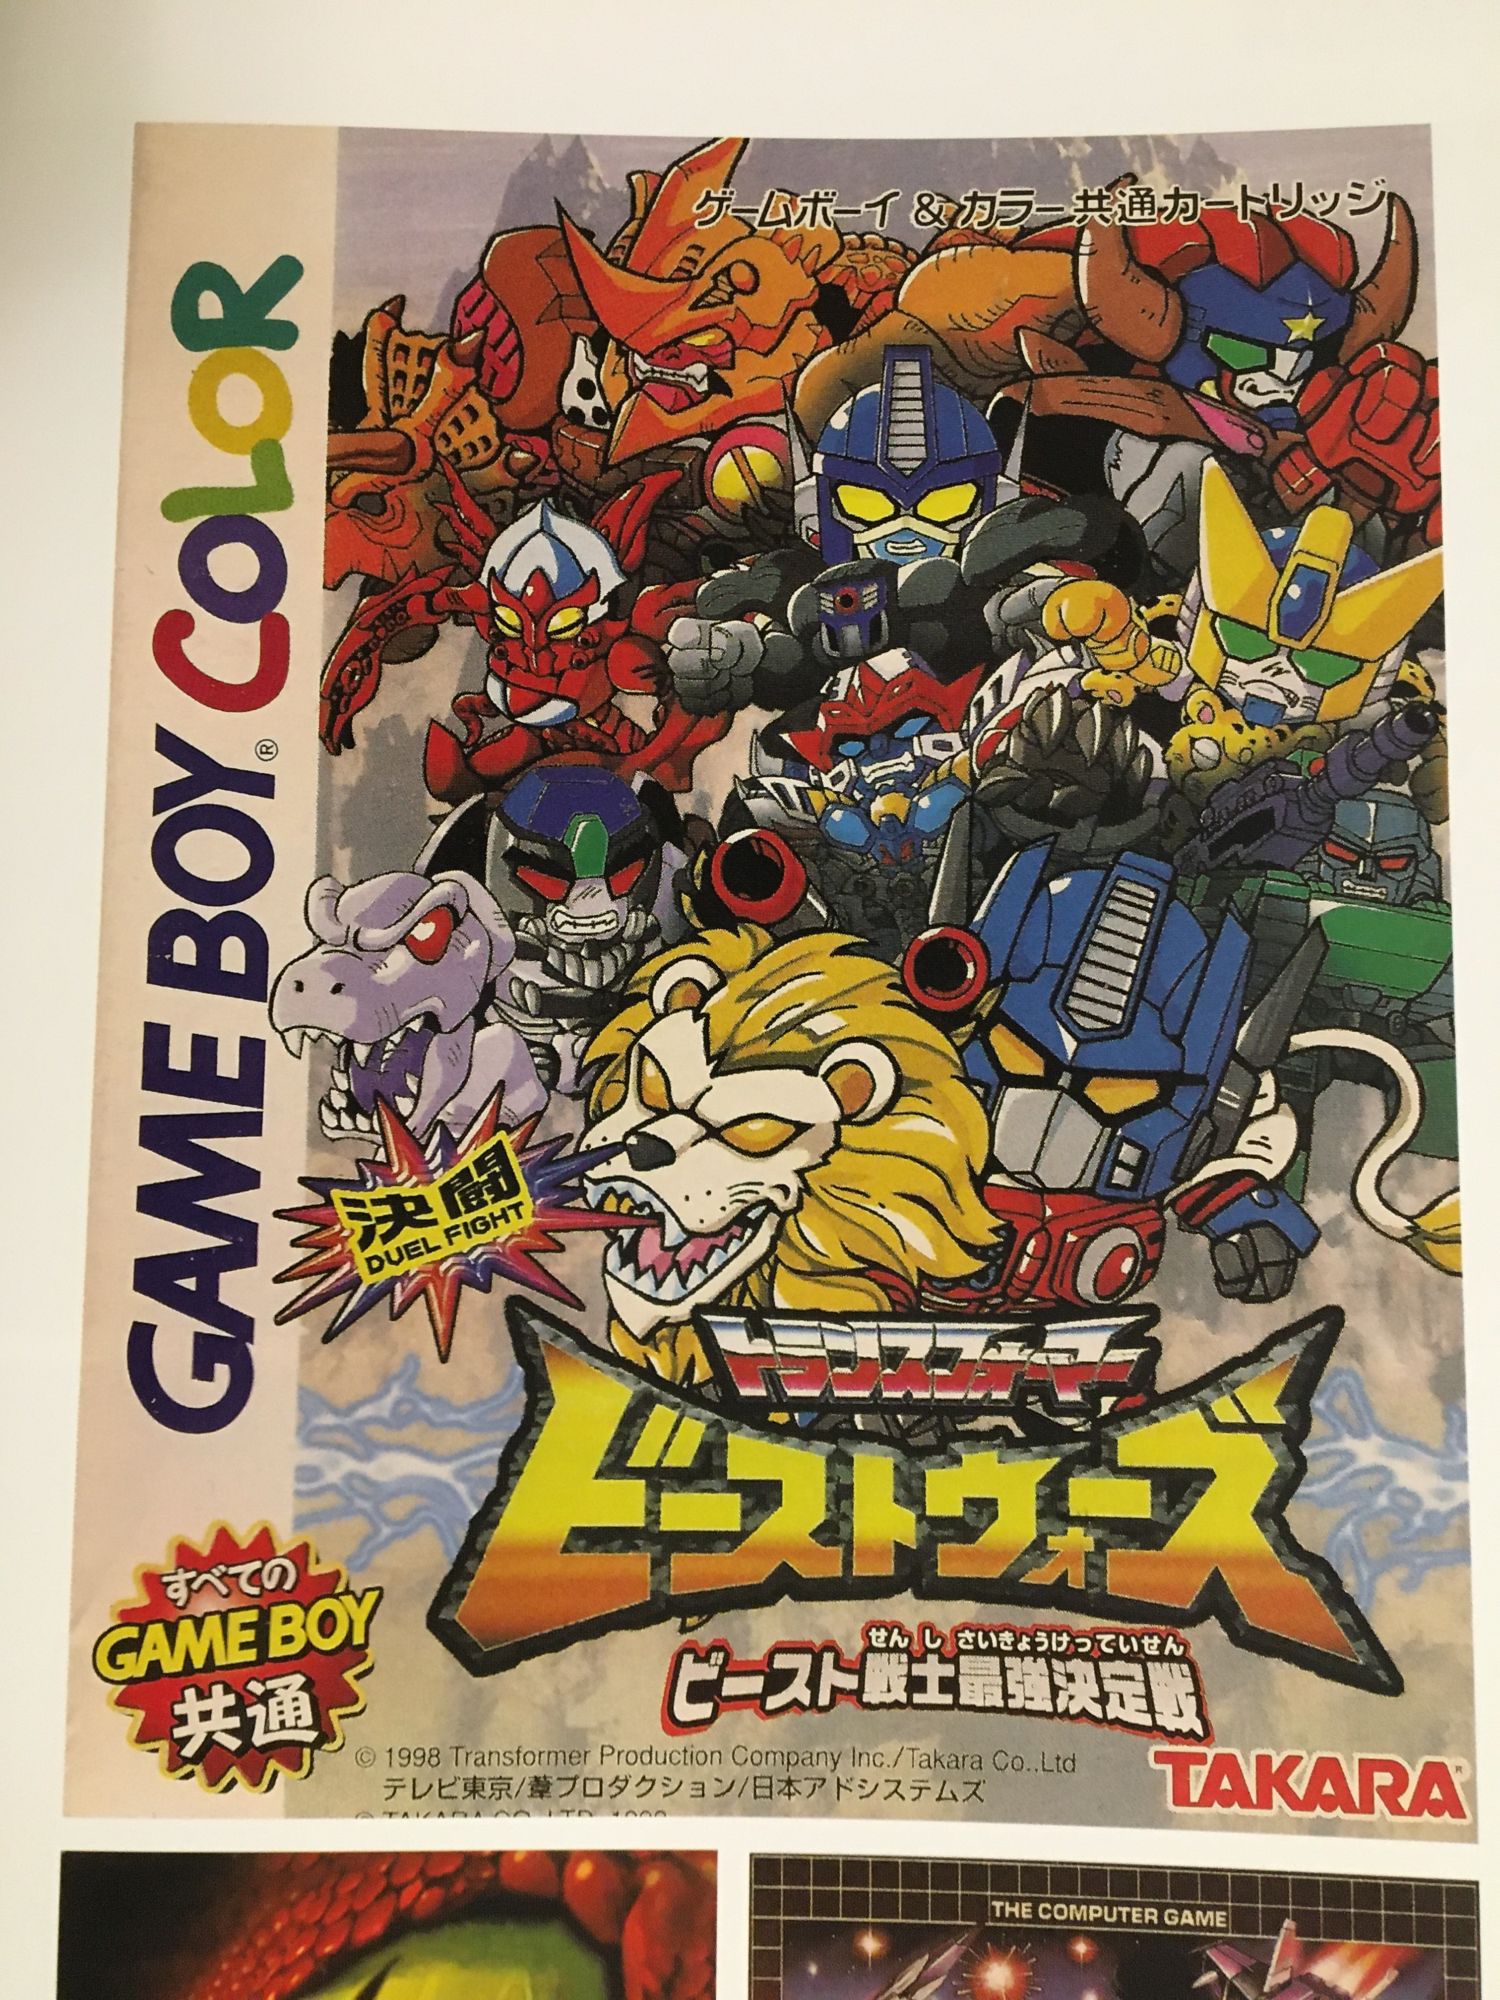 ゲームボーイ & カラー共通カートリッジ
GAME BOY® COLOR
決闘
DUEL FIGHT
トランスフォーマー
ビーストウォーズ
せんしさいきょうけっていせん
ビースト戦士最強決定戦
すべての
GAME BOY
共通
© 1998 Transformer Production Company Inc./Takara Co.,Ltd
テレビ東京/葦プロダクション/日本アドシステムズ
© TAKARA CO.,LTD. 1998
TAKARA®
THE COMPUTER GAME